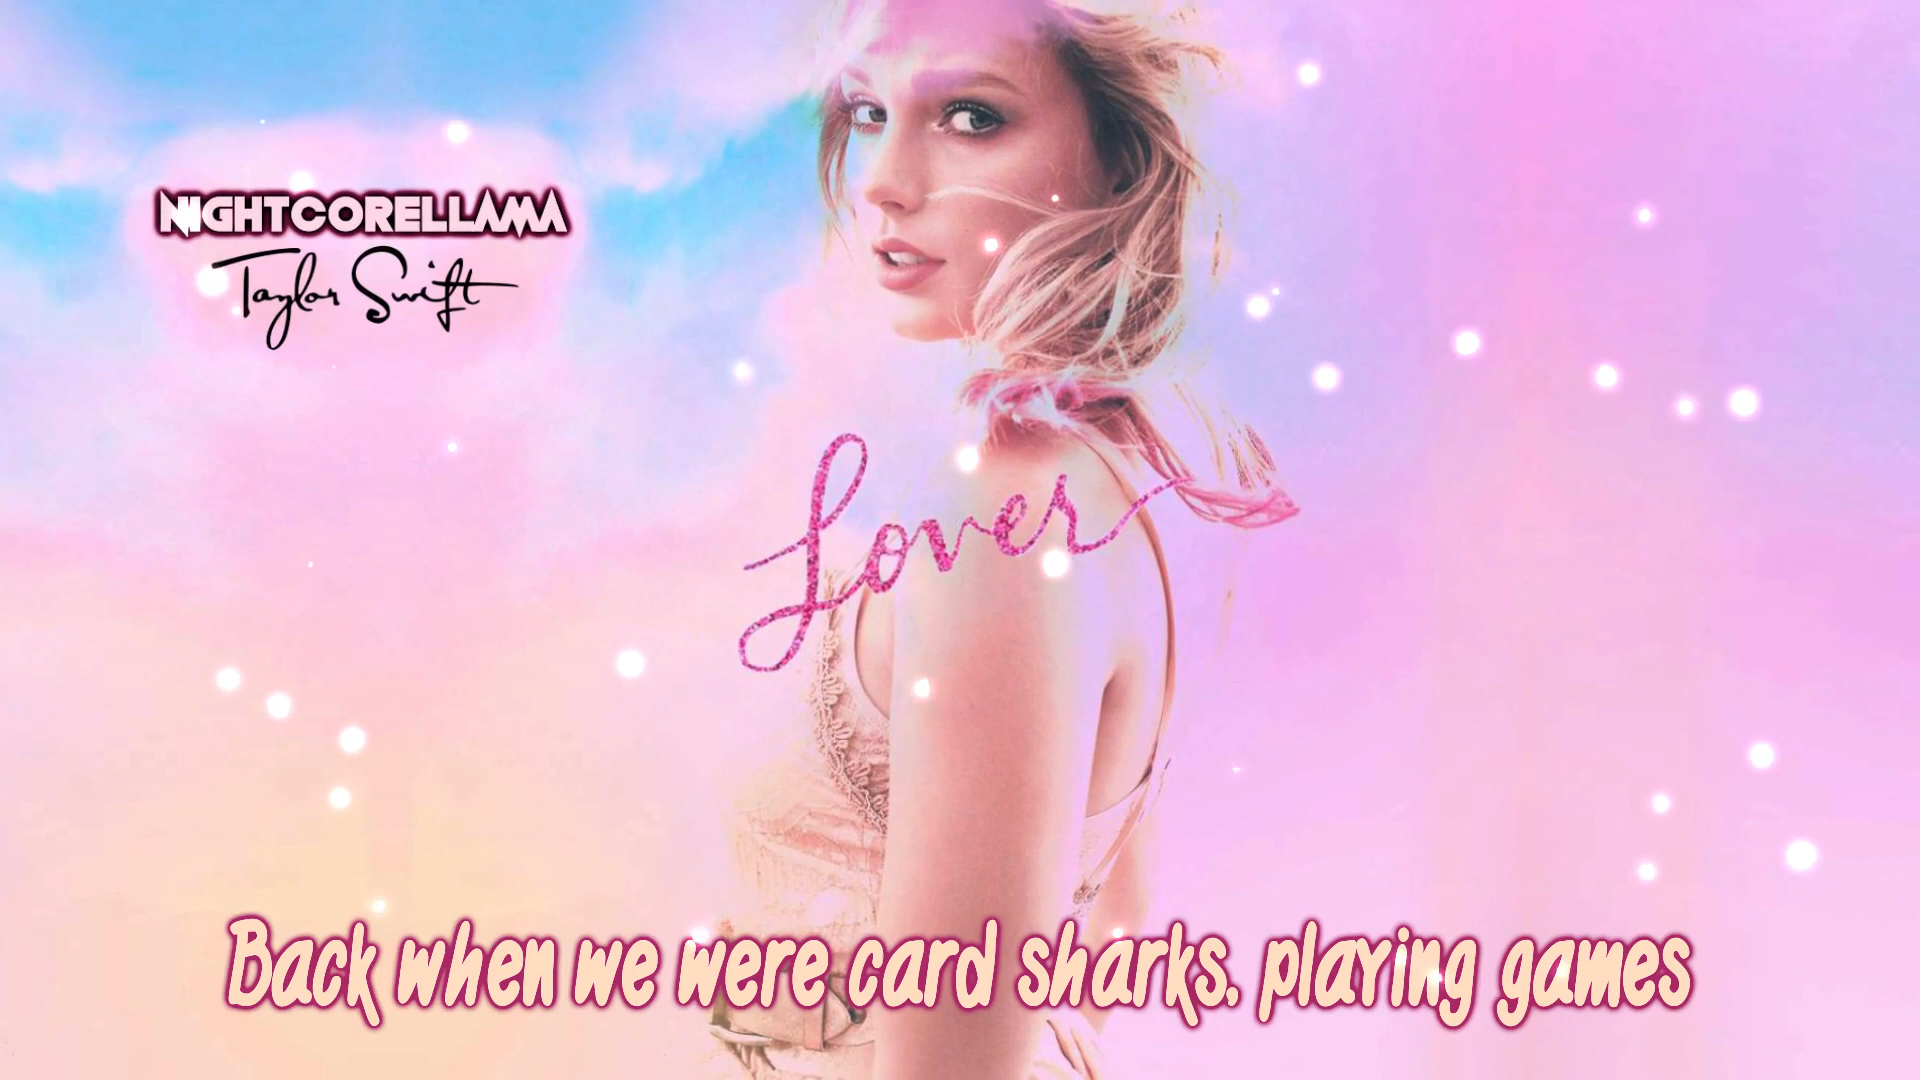 NIGHTCORELLAMA
Taylor Swift
Lover
Back when we were card sharks, playing games